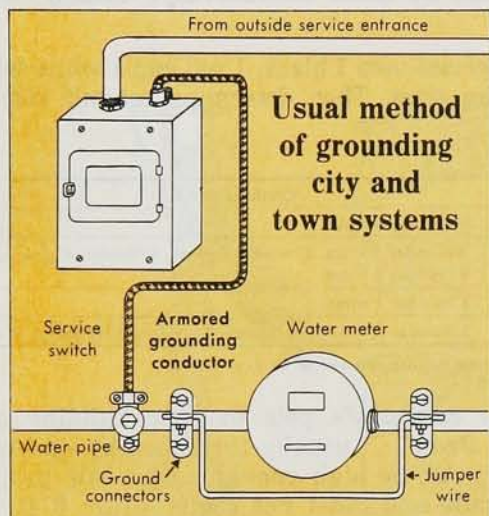 From outside service entrance
Usual method
of grounding
city and
town systems
Service
switch
Armored
grounding
conductor
Water meter
Water pipe
Ground
connectors
Jumper
wire